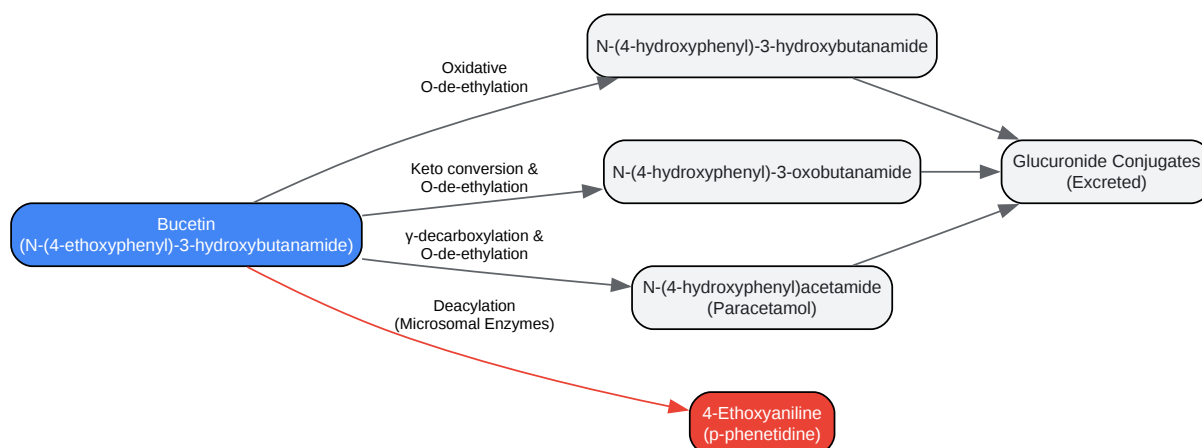 N-(4-hydroxyphenyl)-3-hydroxybutanamide
Oxidative
O-de-ethylation
Keto conversion &
O-de-ethylation
N-(4-hydroxyphenyl)-3-oxobutanamide
Glucuronide Conjugates
(Excreted)
Bucetin
(N-(4-ethoxyphenyl)-3-hydroxybutanamide)
γ-decarboxylation &
O-de-ethylation
N-(4-hydroxyphenyl)acetamide
(Paracetamol)
Deacylation
(Microsomal Enzymes)
4-Ethoxyaniline
(p-phenetidine)